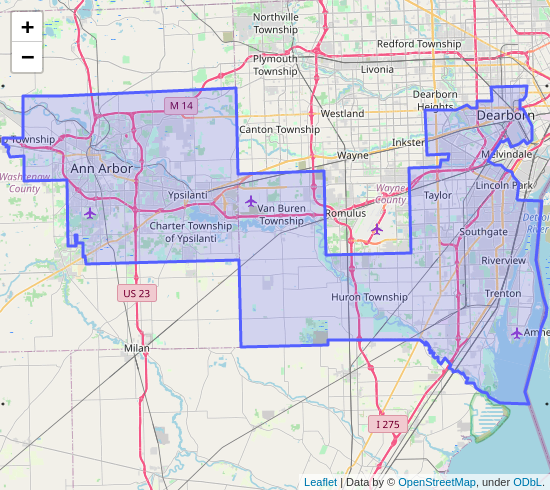 +
−
Northville
Township
Redford Township
Plymouth
Township
Livonia
Dearborn
Heights
M 14
Westland
Dearborn
Canton Township
Township
Inkster
Wayne
Melvindale
Ann Arbor
Washtenaw
County
Wayne
County
Lincoln Park
Ypsilanti
Taylor
Van Buren
Township
Romulus
Detroit
Charter Township
of Ypsilanti
Southgate
Riverview
US 23
Huron Township
Trenton
Amhe
Milan
I 275
Leaflet | Data by © OpenStreetMap, under ODbL.